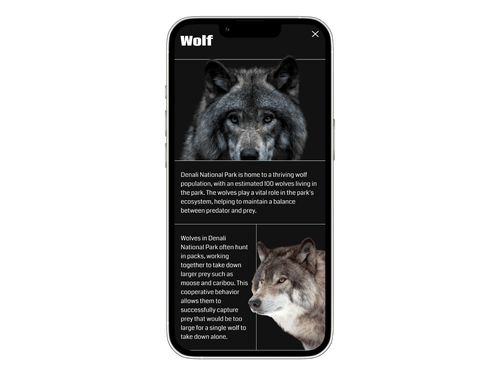 Wolf
Denali National Park is home to a thriving wolf
population, with an estimated 100 wolves living in
the park. The wolves play a vital role in the park's
ecosystem, helping to maintain a balance
between predator and prey.
Wolves in Denali
National Park often hunt
in packs, working
together to take down
larger prey such as
moose and caribou. This
cooperative behavior
allows them to
successfully capture
prey that would be too
large for a single wolf to
take down alone.